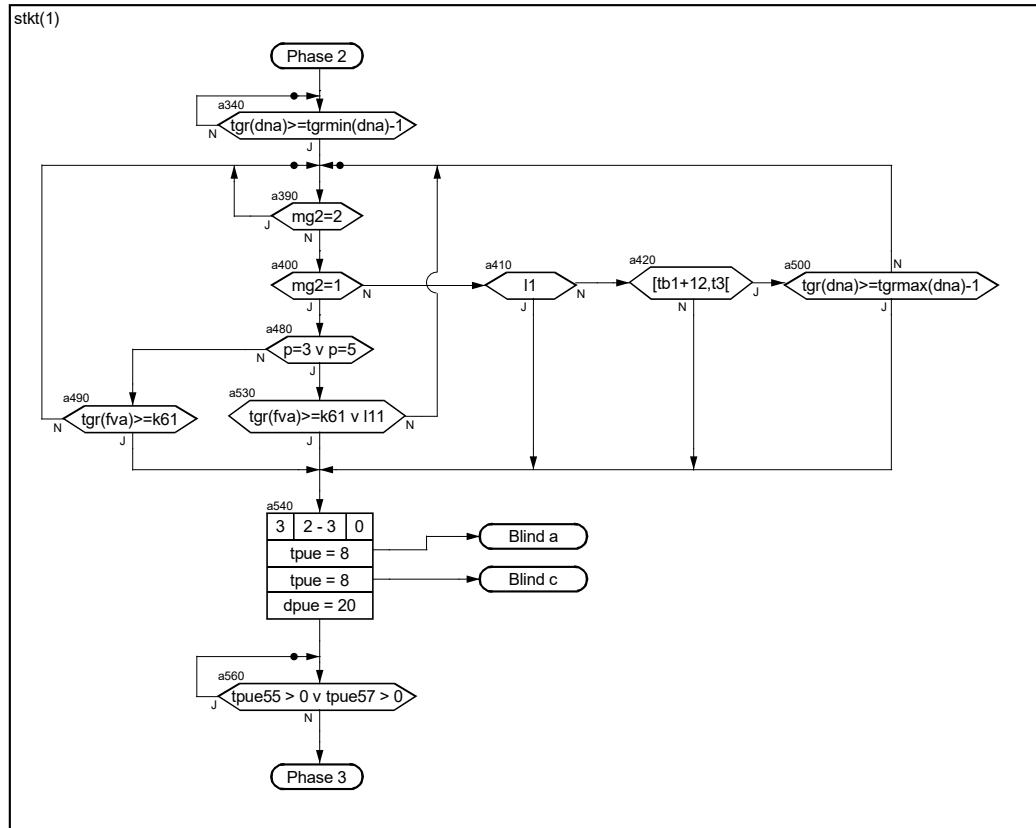 stkt(1)
Phase 2
a340
tgr(dna)>=tgrmin(dna)-1
N
J
a390
mg2=2
J
N
a400
mg2=1
N
J
a410
l1
N
J
a420
[tb1+12,t3[
J
N
a500
N
tgr(dna)>=tgrmax(dna)-1
J
a480
p=3 v p=5
N
J
a490
tgr(fva)>=k61
N
J
a530
tgr(fva)>=k61 v l11
N
J
a540
3 2 - 3 0
tpue = 8
Blind a
tpue = 8
Blind c
dpue = 20
a560
tpue55 > 0 v tpue57 > 0
J
N
Phase 3